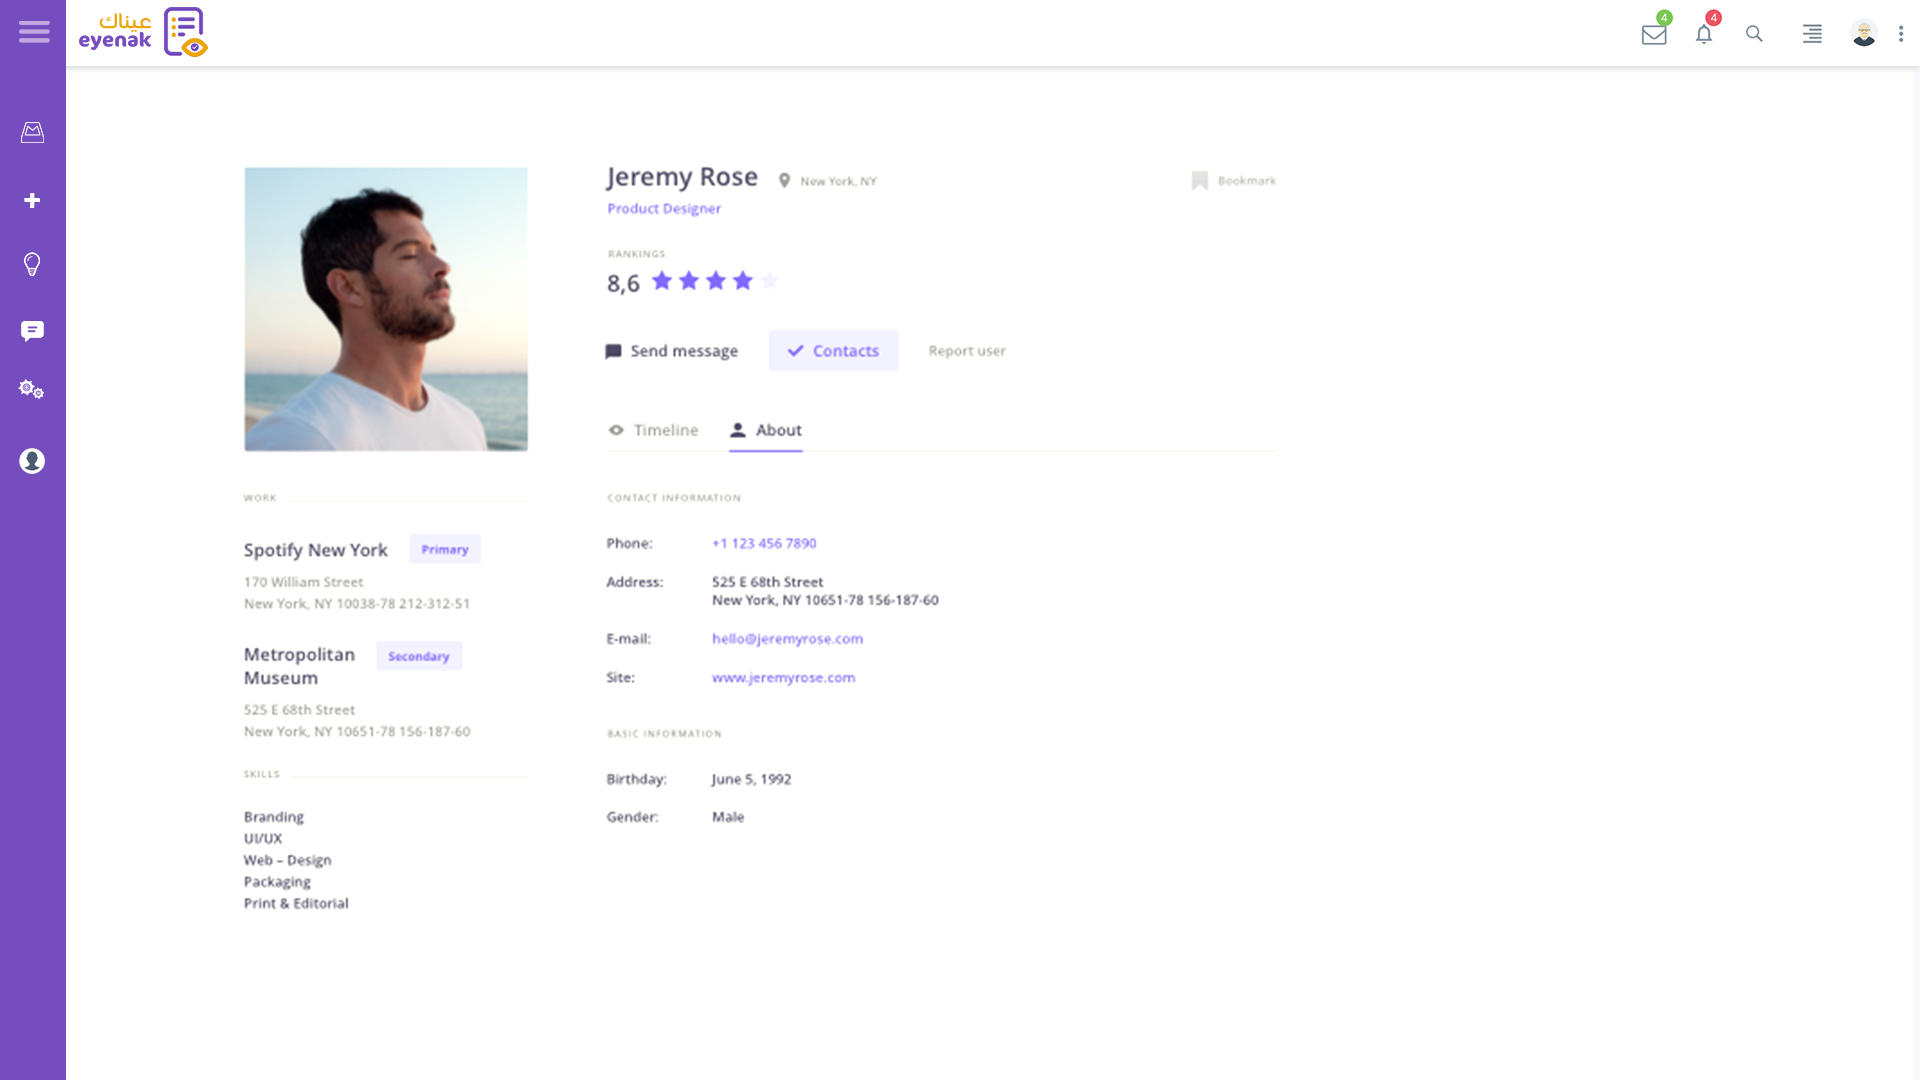 عيناك
eyenak
4
4
Jeremy Rose
New York, NY
Bookmark
Product Designer
RANKINGS
8,6
Send message
Contacts
Report user
Timeline
About
WORK
Spotify New York
Primary
170 William Street
New York, NY 10038-78 212-312-51
Metropolitan
Museum
Secondary
525 E 68th Street
New York, NY 10651-78 156-187-60
SKILLS
Branding
UI/UX
Web – Design
Packaging
Print & Editorial
CONTACT INFORMATION
Phone:
+1 123 456 7890
Address:
525 E 68th Street
New York, NY 10651-78 156-187-60
E-mail:
hello@jeremyrose.com
Site:
www.jeremyrose.com
BASIC INFORMATION
Birthday:
June 5, 1992
Gender:
Male